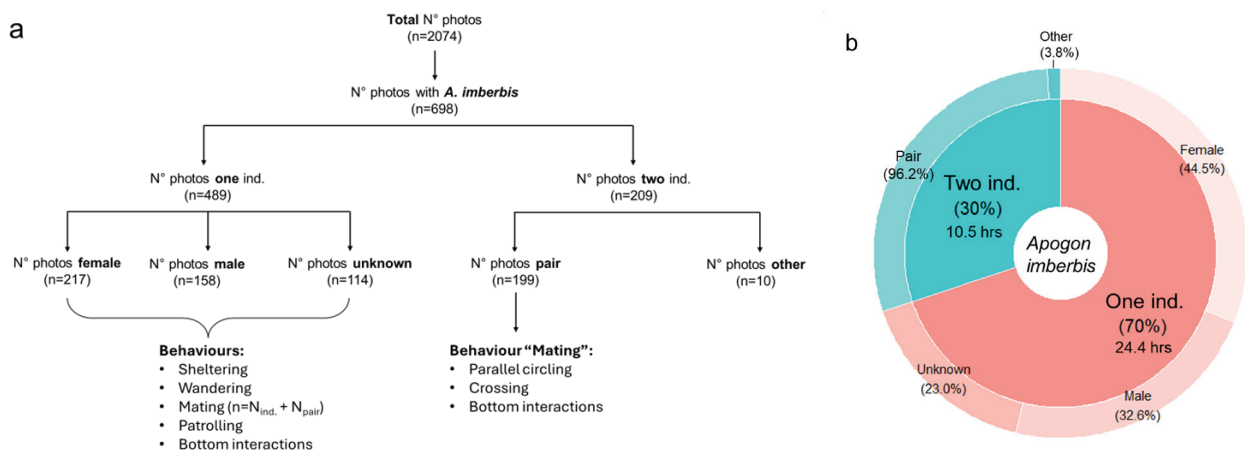 a
Total N° photos
(n=2074)
N° photos with A. imberbis
(n=698)
N° photos one ind.
(n=489)
N° photos two ind.
(n=209)
N° photos female
(n=217)
N° photos male
(n=158)
N° photos unknown
(n=114)
N° photos pair
(n=199)
N° photos other
(n=10)
Behaviours:
• Sheltering
• Wandering
• Mating (n=Nind. + Npair)
• Patrolling
• Bottom interactions
Behaviour “Mating”:
• Parallel circling
• Crossing
• Bottom interactions
b
Other
(3.8%)
Female
(44.5%)
Pair
(96.2%)
Two ind.
(30%)
10.5 hrs
Apogon
imberbis
One ind.
(70%)
24.4 hrs
Unknown
(23.0%)
Male
(32.6%)